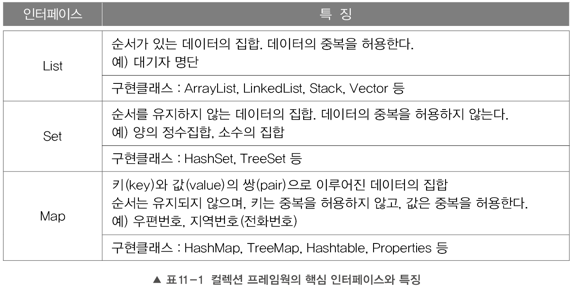 인터페이스 특 징
List
순서가 있는 데이터의 집합. 데이터의 중복을 허용한다.
예) 대기자 명단
구현클래스 : ArrayList, LinkedList, Stack, Vector 등
Set
순서를 유지하지 않는 데이터의 집합. 데이터의 중복을 허용하지 않는다.
예) 양의 정수집합, 소수의 집합
구현클래스 : HashSet, TreeSet 등
Map
키(key)와 값(value)의 쌍(pair)으로 이루어진 데이터의 집합
순서는 유지되지 않으며, 키는 중복을 허용하지 않고, 값은 중복을 허용한다.
예) 우편번호, 지역번호(전화번호)
구현클래스 : HashMap, TreeMap, Hashtable, Properties 등
▲ 표11-1 컬렉션 프레임웍의 핵심 인터페이스와 특징